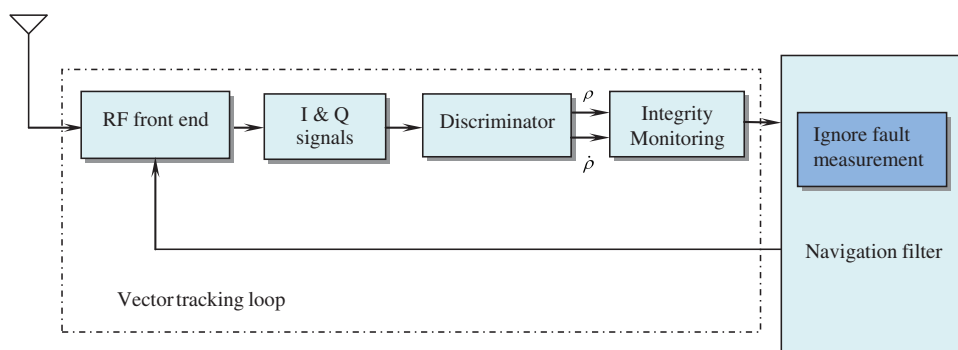 RF front end
I & Q
signals
Discriminator
ρ
ρ̇
Integrity
Monitoring
Ignore fault
measurement
Navigation filter
Vector tracking loop